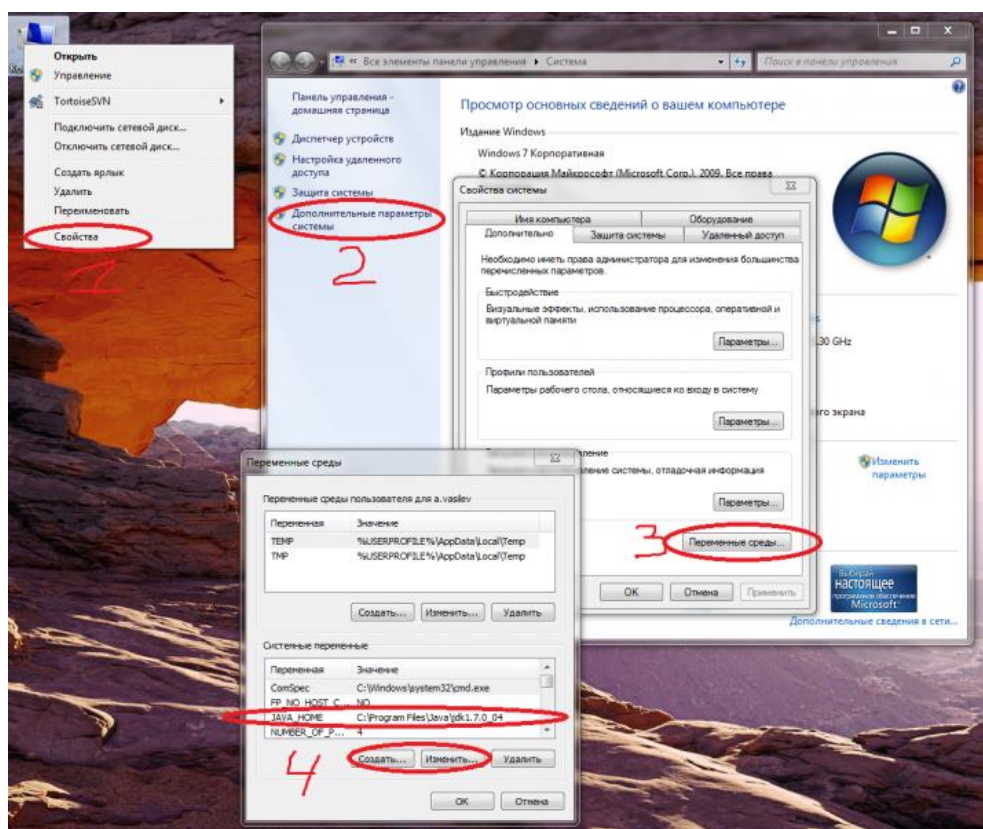 Открыть
Управление
TortoiseSVN
Подключить сетевой диск...
Отключить сетевой диск...
Создать ярлык
Удалить
Переименовать
Свойства
1
« Все элементы панели управления ▸ Система
Поиск в панели управления
Панель управления -
домашняя страница
Диспетчер устройств
Настройка удаленного
доступа
Защита системы
Дополнительные параметры
системы
2
Просмотр основных сведений о вашем компьютере
Издание Windows
Windows 7 Корпоративная
© Корпорация Майкрософт (Microsoft Corp.), 2009. Все права
Свойства системы
Имя компьютера
Оборудование
Дополнительно
Защита системы
Удаленный доступ
Необходимо иметь права администратора для изменения большинства
перечисленных параметров.
Быстродействие
Визуальные эффекты, использование процессора, оперативной и
виртуальной памяти
Параметры...
.30 GHz
Профили пользователей
Параметры рабочего стола, относящиеся ко входу в систему
Параметры...
ого экрана
ление системы, отладочная информация
Параметры...
Изменить
параметры
3
Переменные среды...
OK
Отмена
Применить
Выбирай
настоящее
программное обеспечение
Microsoft
Дополнительные сведения в сети...
Переменные среды
Переменные среды пользователя для a.vasilev
Переменная
Значение
TEMP
%USERPROFILE%\AppData\Local\Temp
TMP
%USERPROFILE%\AppData\Local\Temp
Создать...
Изменить...
Удалить
Системные переменные
Переменная
Значение
ComSpec
C:\Windows\system32\cmd.exe
FP_NO_HOST_C...
NO
JAVA_HOME
C:\Program Files\Java\jdk1.7.0_04
NUMBER_OF_P...
4
4
Создать...
Изменить...
Удалить
OK
Отмена